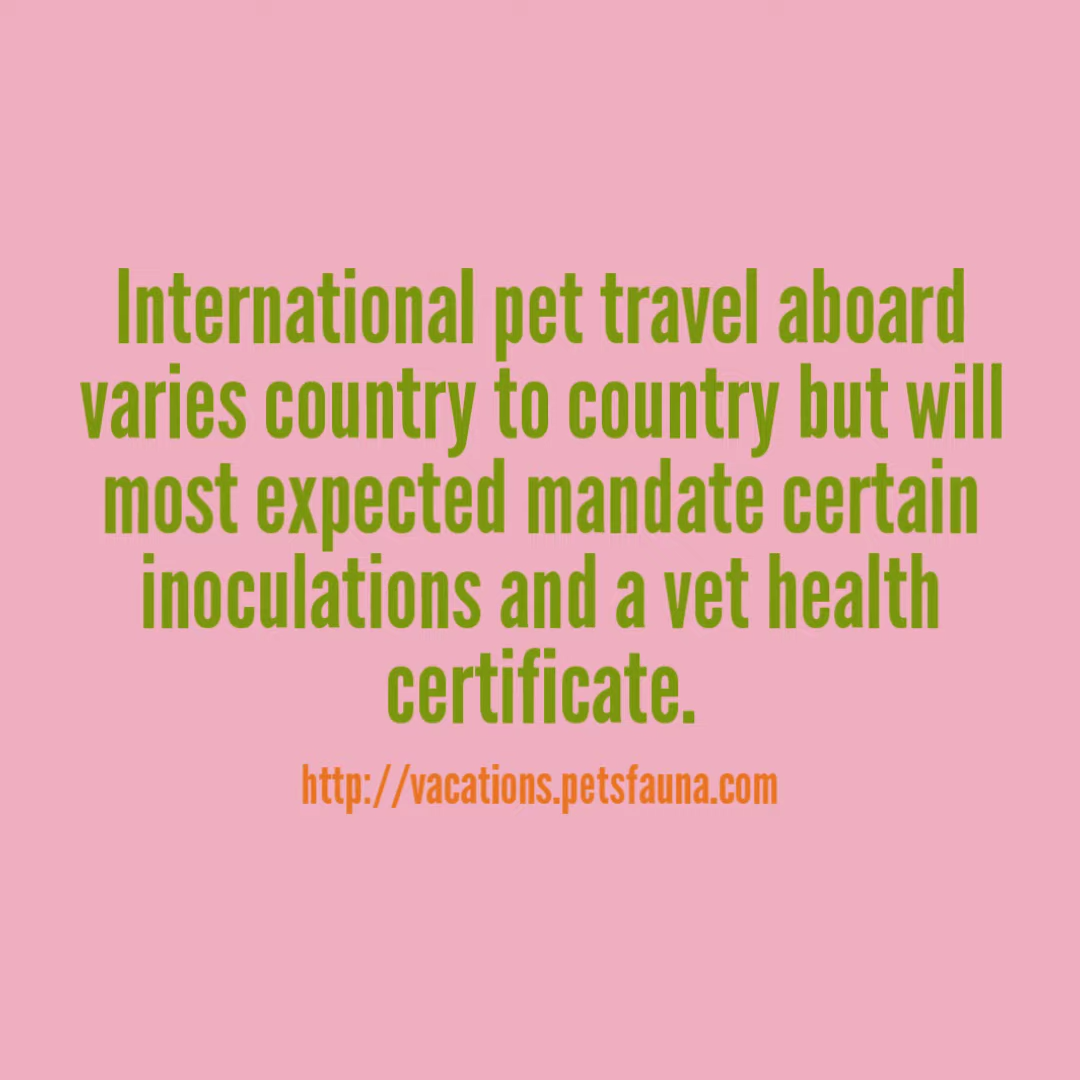 International pet travel aboard
varies country to country but will
most expected mandate certain
inoculations and a vet health
certificate.
http://vacations.petsfauna.com